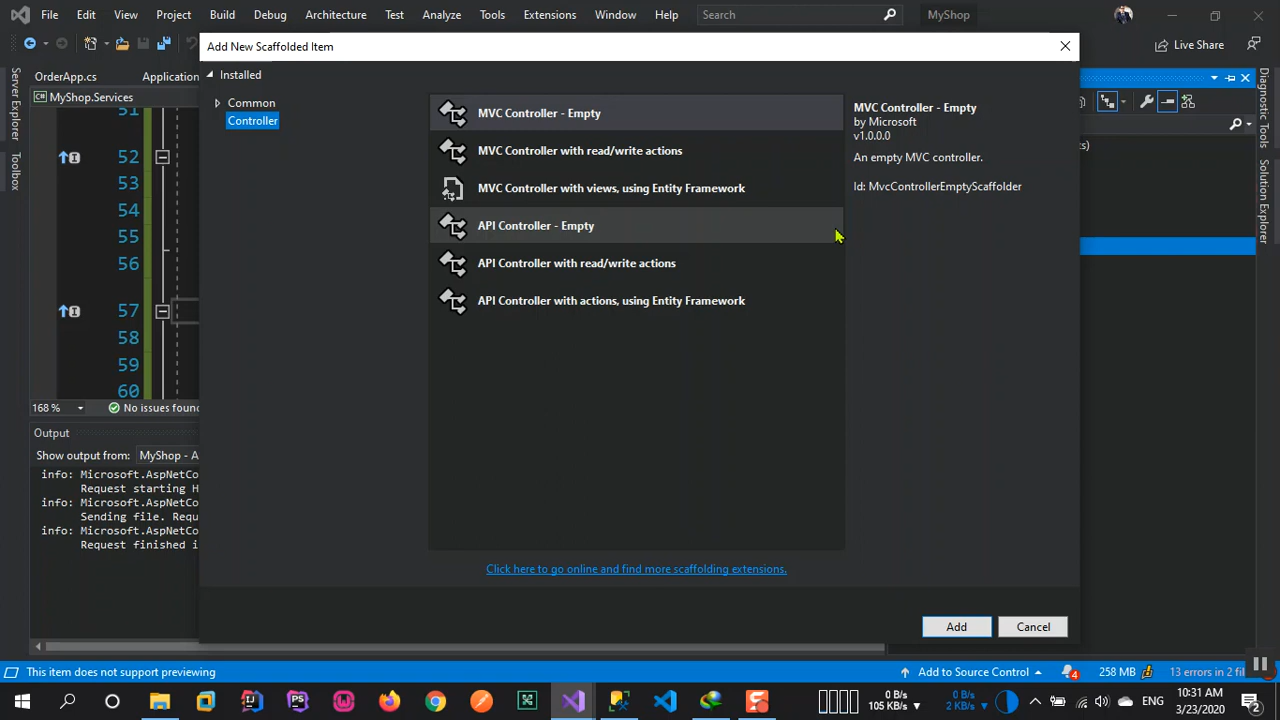 File Edit View Project Build Debug Architecture Test Analyze Tools Extensions Window Help Search MyShop
Live Share
Add New Scaffolded Item
Installed
Common
Controller
MVC Controller - Empty
MVC Controller with read/write actions
MVC Controller with views, using Entity Framework
API Controller - Empty
API Controller with read/write actions
API Controller with actions, using Entity Framework
MVC Controller - Empty
by Microsoft
v1.0.0.0
An empty MVC controller.
Id: MvcControllerEmptyScaffolder
Click here to go online and find more scaffolding extensions.
Add Cancel
Server Explorer
Toolbox
OrderApp.cs Application
MyShop.Services
51
52
53
54
55
56
57
58
59
60
168 % No issues found
Output
Show output from: MyShop - A
info: Microsoft.AspNetCo
Request starting H
info: Microsoft.AspNetCo
Sending file. Requ
info: Microsoft.AspNetCo
Request finished i
Diagnostic Tools
Solution Explorer
ts)
This item does not support previewing
Add to Source Control 4 258 MB 13 errors in 2 fil
0 B/s
105 KB/s
0 B/s
2 KB/s
ENG
10:31 AM
3/23/2020
2